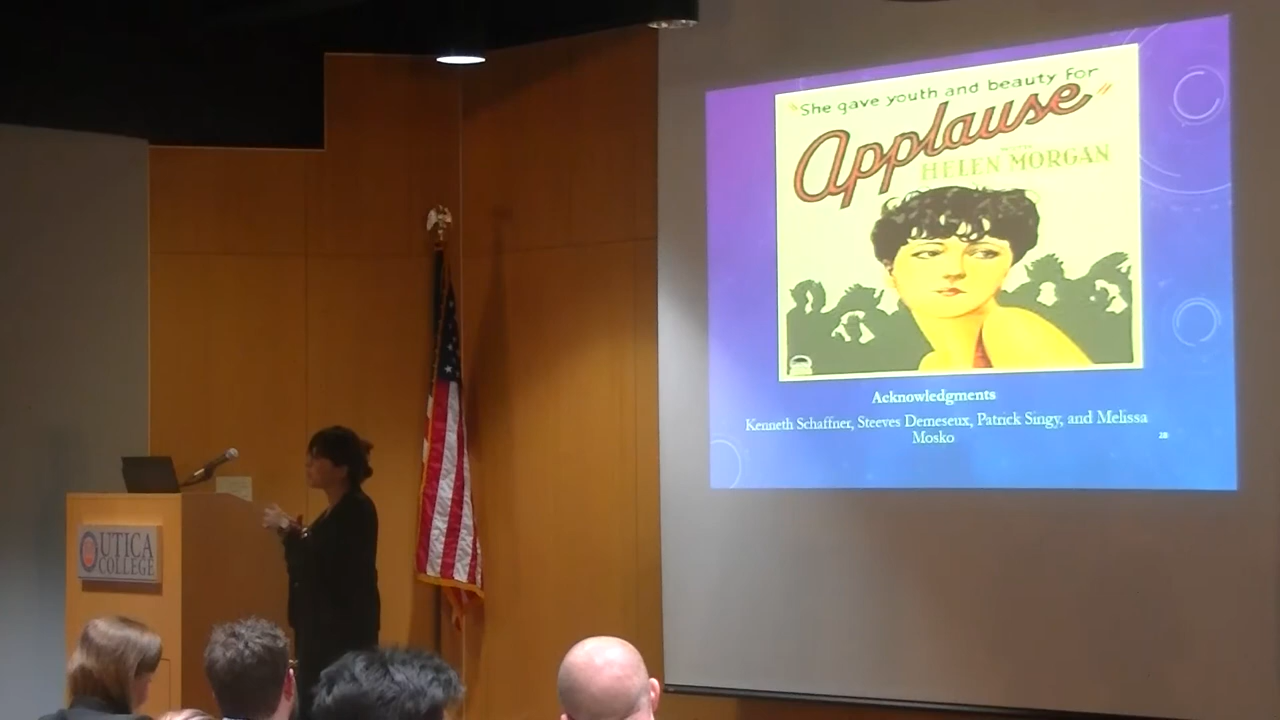 UTICA
COLLEGE
"She gave youth and beauty for
Applause"
HELEN MORGAN
Acknowledgments
Kenneth Schaffner, Steeves Demeseux, Patrick Singy, and Melissa
Mosko
28